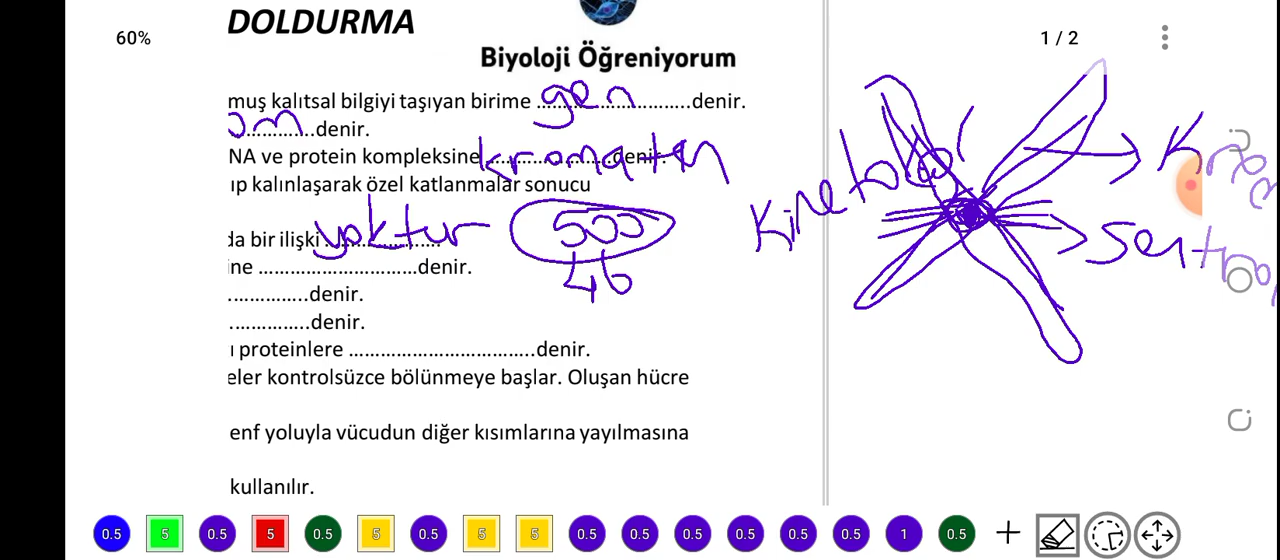 DOLDURMA
60%
1 / 2
Biyoloji Öğreniyorum
muş kalıtsal bilgiyi taşıyan birime gen denir.
om denir.
NA ve protein kompleksine kromatin denir.
ıp kalınlaşarak özel katlanmalar sonucu
da bir ilişki yoktur 500
46
ine ………………………denir.
…………..denir.
…………..denir.
ı proteinlere ……………………………..denir.
eler kontrolsüzce bölünmeye başlar. Oluşan hücre
enf yoluyla vücudun diğer kısımlarına yayılmasına
kullanılır.
0.5 5 0.5 5 0.5 5 0.5 5 5 0.5 0.5 0.5 0.5 0.5 0.5 1 0.5